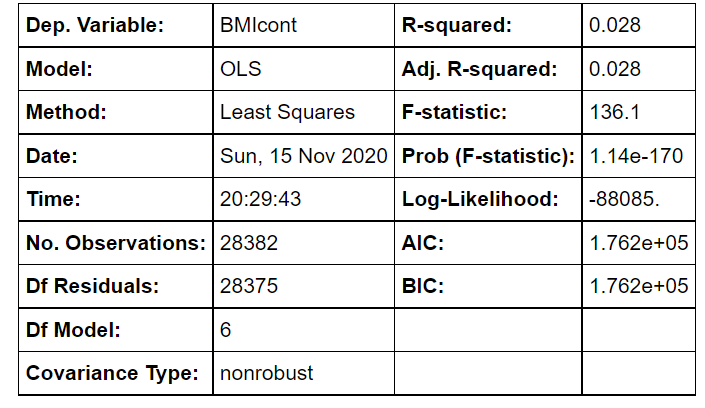 Dep. Variable: BMIcont R-squared: 0.028
Model: OLS Adj. R-squared: 0.028
Method: Least Squares F-statistic: 136.1
Date: Sun, 15 Nov 2020 Prob (F-statistic): 1.14e-170
Time: 20:29:43 Log-Likelihood: -88085.
No. Observations: 28382 AIC: 1.762e+05
Df Residuals: 28375 BIC: 1.762e+05
Df Model: 6
Covariance Type: nonrobust